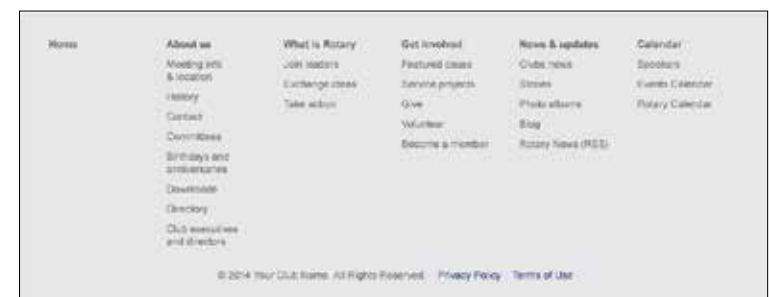 Home
About us
Meeting info
& location
History
Contact
Committees
Birthdays and
anniversaries
Downloads
Directory
Club executives
and directors
What is Rotary
Join leaders
Exchange ideas
Take action
Get involved
Featured cause
Service projects
Give
Volunteer
Become a member
News & updates
Clubs news
Stories
Photo albums
Blog
Rotary News (RSS)
Calendar
Speakers
Events Calendar
Rotary Calendar
© 2014 Your Club Name. All Rights Reserved. Privacy Policy Terms of Use